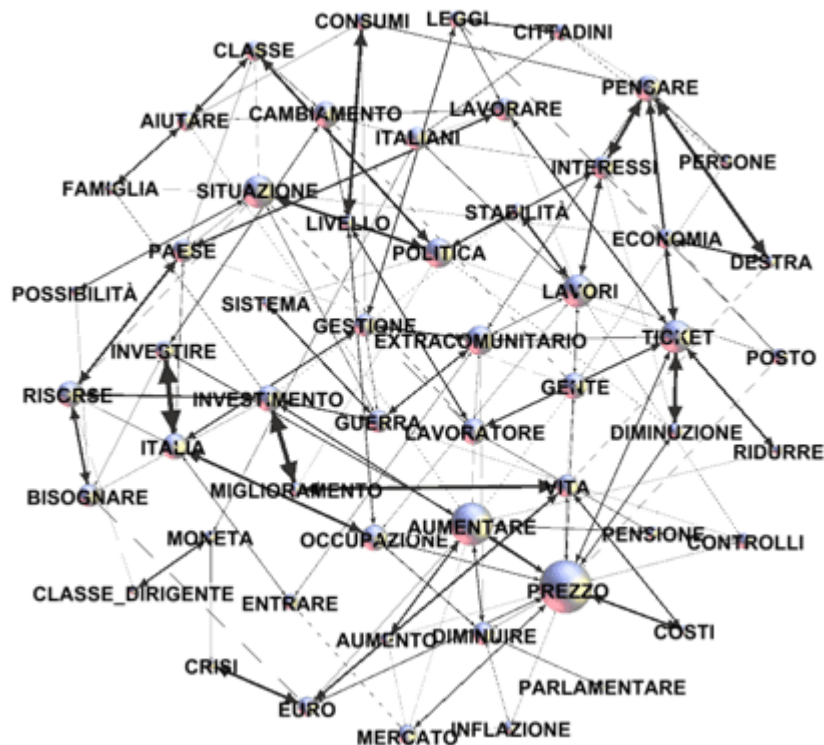 CONSUMI
LEGGI
CITTADINI
CLASSE
PENSARE
AIUTARE
CAMBIAMENTO
LAVORARE
ITALIANI
INTERESSI
PERSONE
FAMIGLIA
SITUAZIONE
LIVELLO
STABILITÀ
ECONOMIA
PAESE
POLITICA
DESTRA
POSSIBILITÀ
SISTEMA
LAVORI
GESTIONE
EXTRACOMUNITARIO
TICKET
INVESTIRE
POSTO
RISCRSE
INVESTIMENTO
GENTE
GUERRA
LAVORATORE
DIMINUZIONE
ITALIA
RIDURRE
BISOGNARE
MIGLIORAMENTO
VITA
MONETA
OCCUPAZIONE
AUMENTARE
PENSIONE
CONTROLLI
CLASSE_DIRIGENTE
ENTRARE
PREZZO
AUMENTO
DIMINUIRE
COSTI
CRISI
PARLAMENTARE
EURO
MERCATO
INFLAZIONE